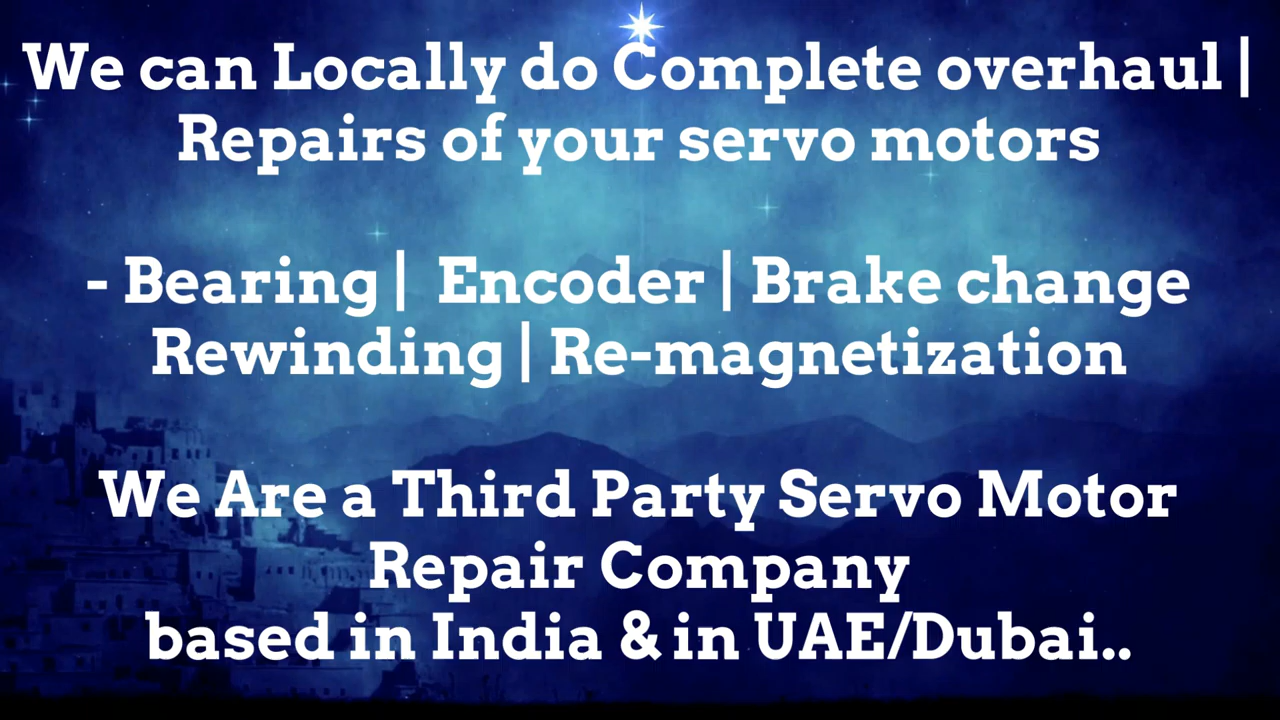 We can Locally do Complete overhaul |
Repairs of your servo motors
- Bearing | Encoder | Brake change
Rewinding | Re-magnetization
We Are a Third Party Servo Motor
Repair Company
based in India & in UAE/Dubai..